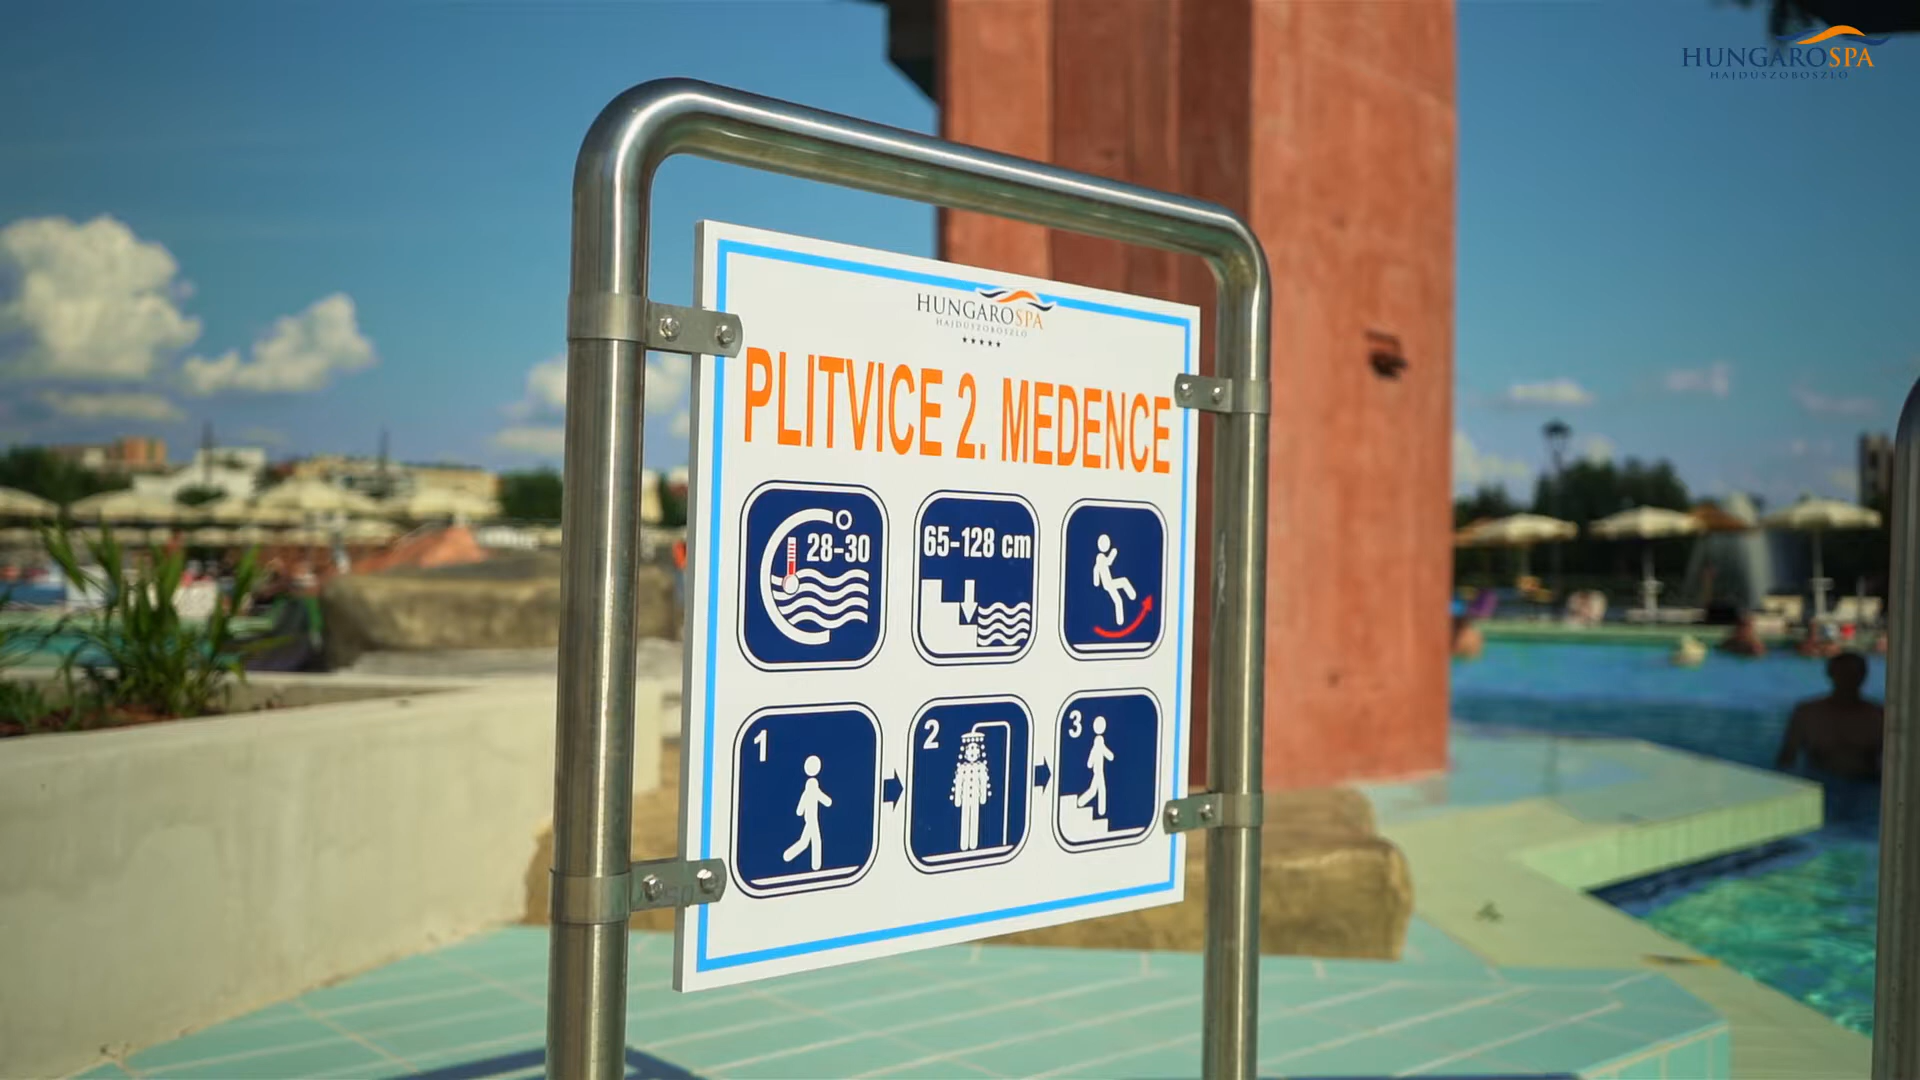 HUNGAROSPA
HAJDÚSZOBOSZLÓ
HUNGAROSPA
HAJDÚSZOBOSZLÓ
PLITVICE 2. MEDENCE
28-30
65-128 cm
1
2
3